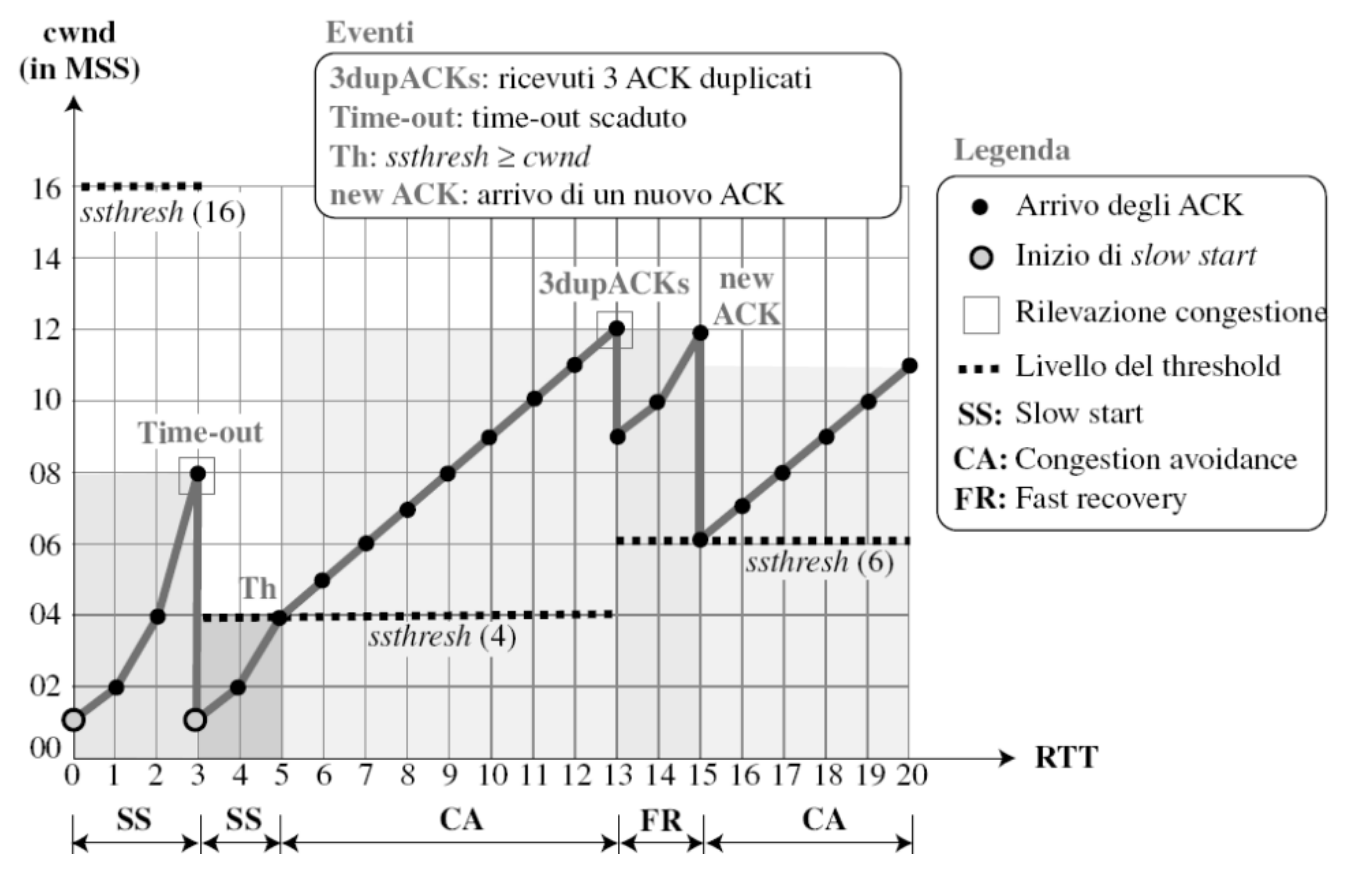 cwnd
(in MSS)
Eventi
3dupACKs: ricevuti 3 ACK duplicati
Time-out: time-out scaduto
Th: ssthresh ≥ cwnd
new ACK: arrivo di un nuovo ACK
Legenda
Arrivo degli ACK
Inizio di slow start
Rilevazione congestione
Livello del threshold
SS: Slow start
CA: Congestion avoidance
FR: Fast recovery
16
ssthresh (16)
14
3dupACKs
new
ACK
12
10
Time-out
08
06
ssthresh (6)
Th
04
ssthresh (4)
02
00
0 1 2 3 4 5 6 7 8 9 10 11 12 13 14 15 16 17 18 19 20
RTT
SS SS CA FR CA